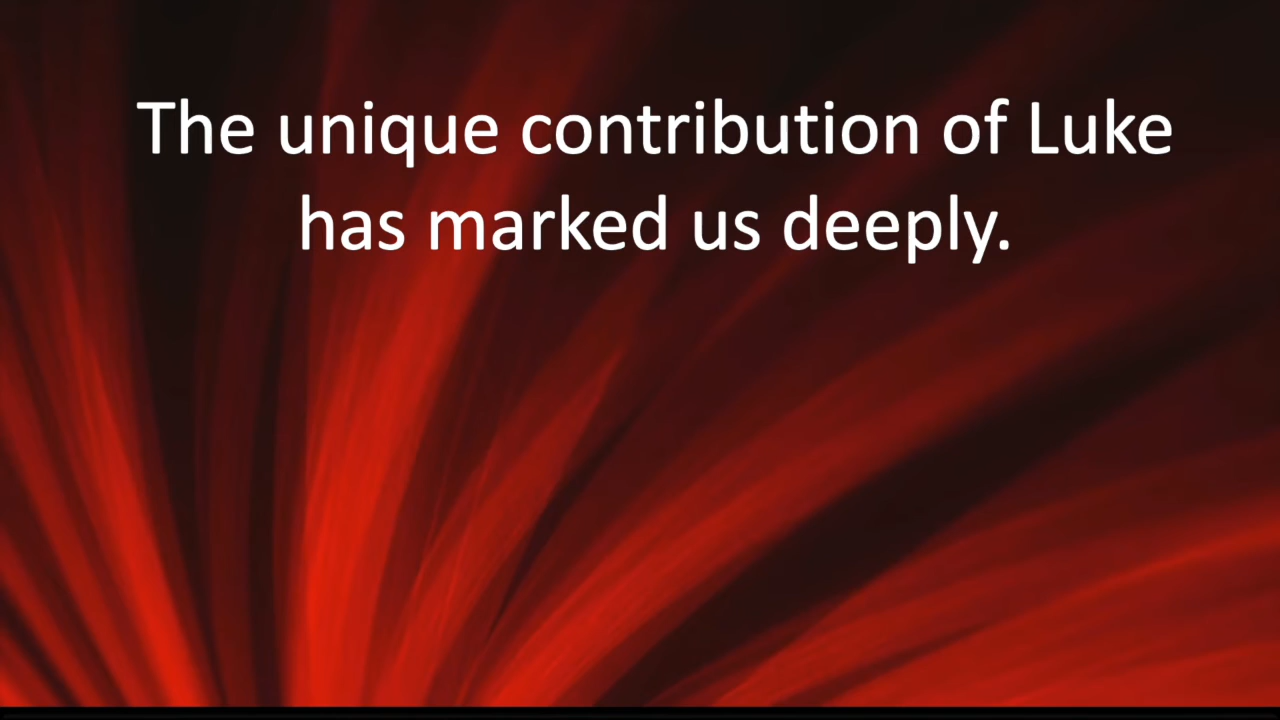 The unique contribution of Luke
has marked us deeply.